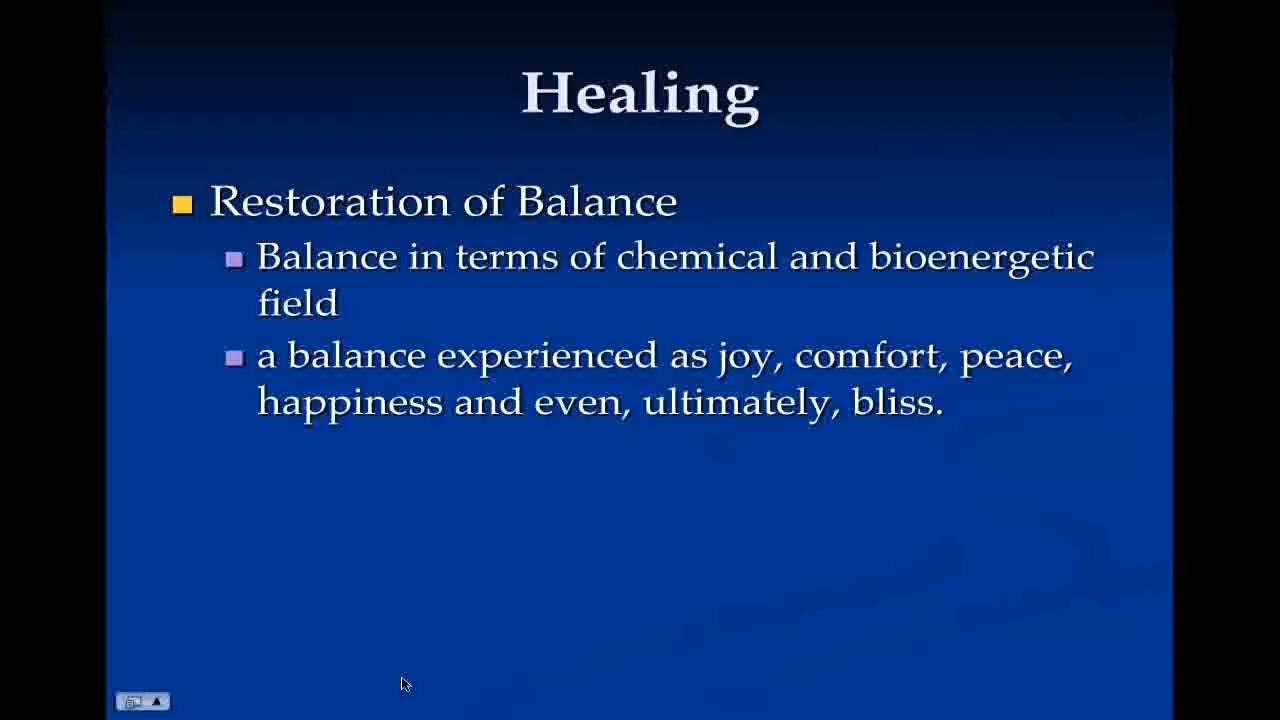 Healing
Restoration of Balance
Balance in terms of chemical and bioenergetic
field
a balance experienced as joy, comfort, peace,
happiness and even, ultimately, bliss.